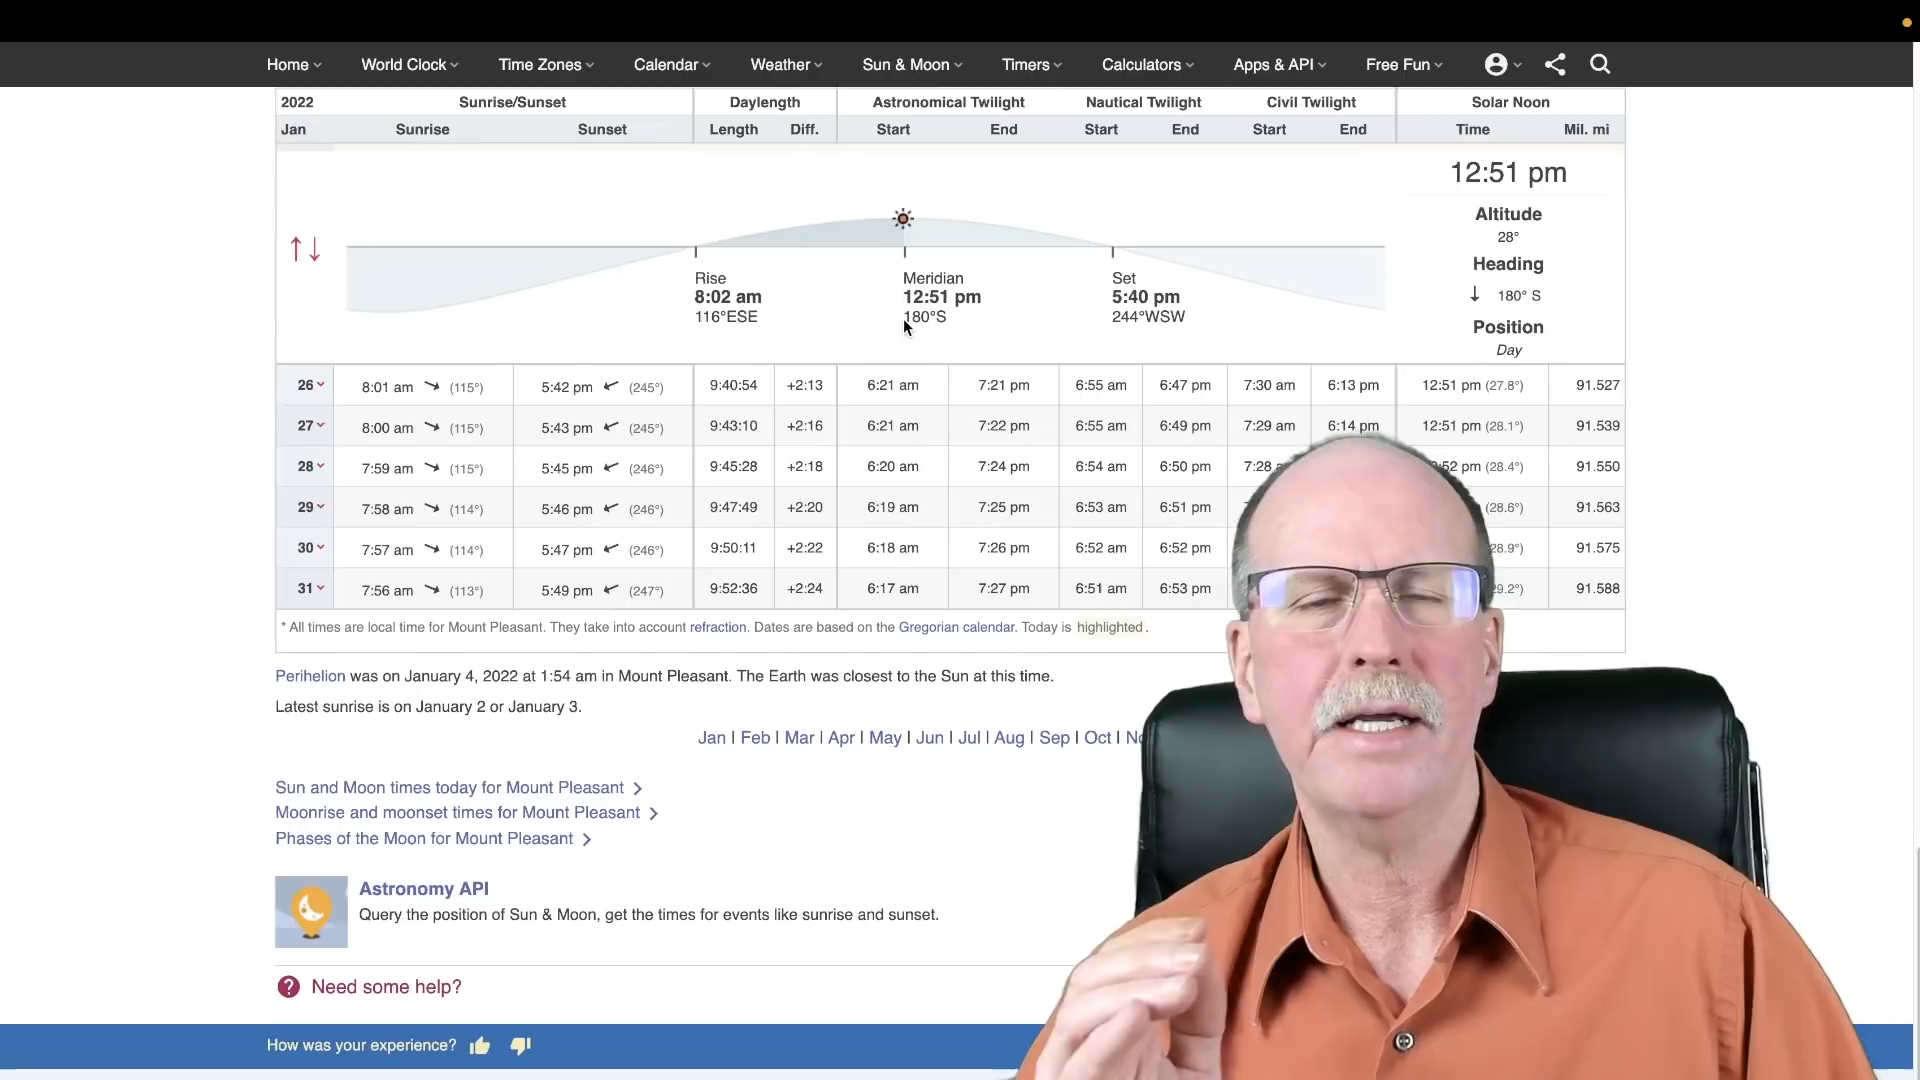 Home World Clock Time Zones Calendar Weather Sun & Moon Timers Calculators Apps & API Free Fun
2022 Sunrise/Sunset Daylength Astronomical Twilight Nautical Twilight Civil Twilight Solar Noon
Jan Sunrise Sunset Length Diff. Start End Start End Start End Time Mil. mi
12:51 pm
Altitude
28°
Heading
↓ 180° S
Position
Day
↑↓
Rise
8:02 am
116°ESE
Meridian
12:51 pm
180°S
Set
5:40 pm
244°WSW
26 8:01 am (115°) 5:42 pm (245°) 9:40:54 +2:13 6:21 am 7:21 pm 6:55 am 6:47 pm 7:30 am 6:13 pm 12:51 pm (27.8°) 91.527
27 8:00 am (115°) 5:43 pm (245°) 9:43:10 +2:16 6:21 am 7:22 pm 6:55 am 6:49 pm 7:29 am 6:14 pm 12:51 pm (28.1°) 91.539
28 7:59 am (115°) 5:45 pm (246°) 9:45:28 +2:18 6:20 am 7:24 pm 6:54 am 6:50 pm 7:28 :52 pm (28.4°) 91.550
29 7:58 am (114°) 5:46 pm (246°) 9:47:49 +2:20 6:19 am 7:25 pm 6:53 am 6:51 pm (28.6°) 91.563
30 7:57 am (114°) 5:47 pm (246°) 9:50:11 +2:22 6:18 am 7:26 pm 6:52 am 6:52 pm 28.9°) 91.575
31 7:56 am (113°) 5:49 pm (247°) 9:52:36 +2:24 6:17 am 7:27 pm 6:51 am 6:53 pm 9.2°) 91.588
* All times are local time for Mount Pleasant. They take into account refraction. Dates are based on the Gregorian calendar. Today is highlighted.
Perihelion was on January 4, 2022 at 1:54 am in Mount Pleasant. The Earth was closest to the Sun at this time.
Latest sunrise is on January 2 or January 3.
Jan | Feb | Mar | Apr | May | Jun | Jul | Aug | Sep | Oct |
Sun and Moon times today for Mount Pleasant
Moonrise and moonset times for Mount Pleasant
Phases of the Moon for Mount Pleasant
Astronomy API
Query the position of Sun & Moon, get the times for events like sunrise and sunset.
? Need some help?
How was your experience?